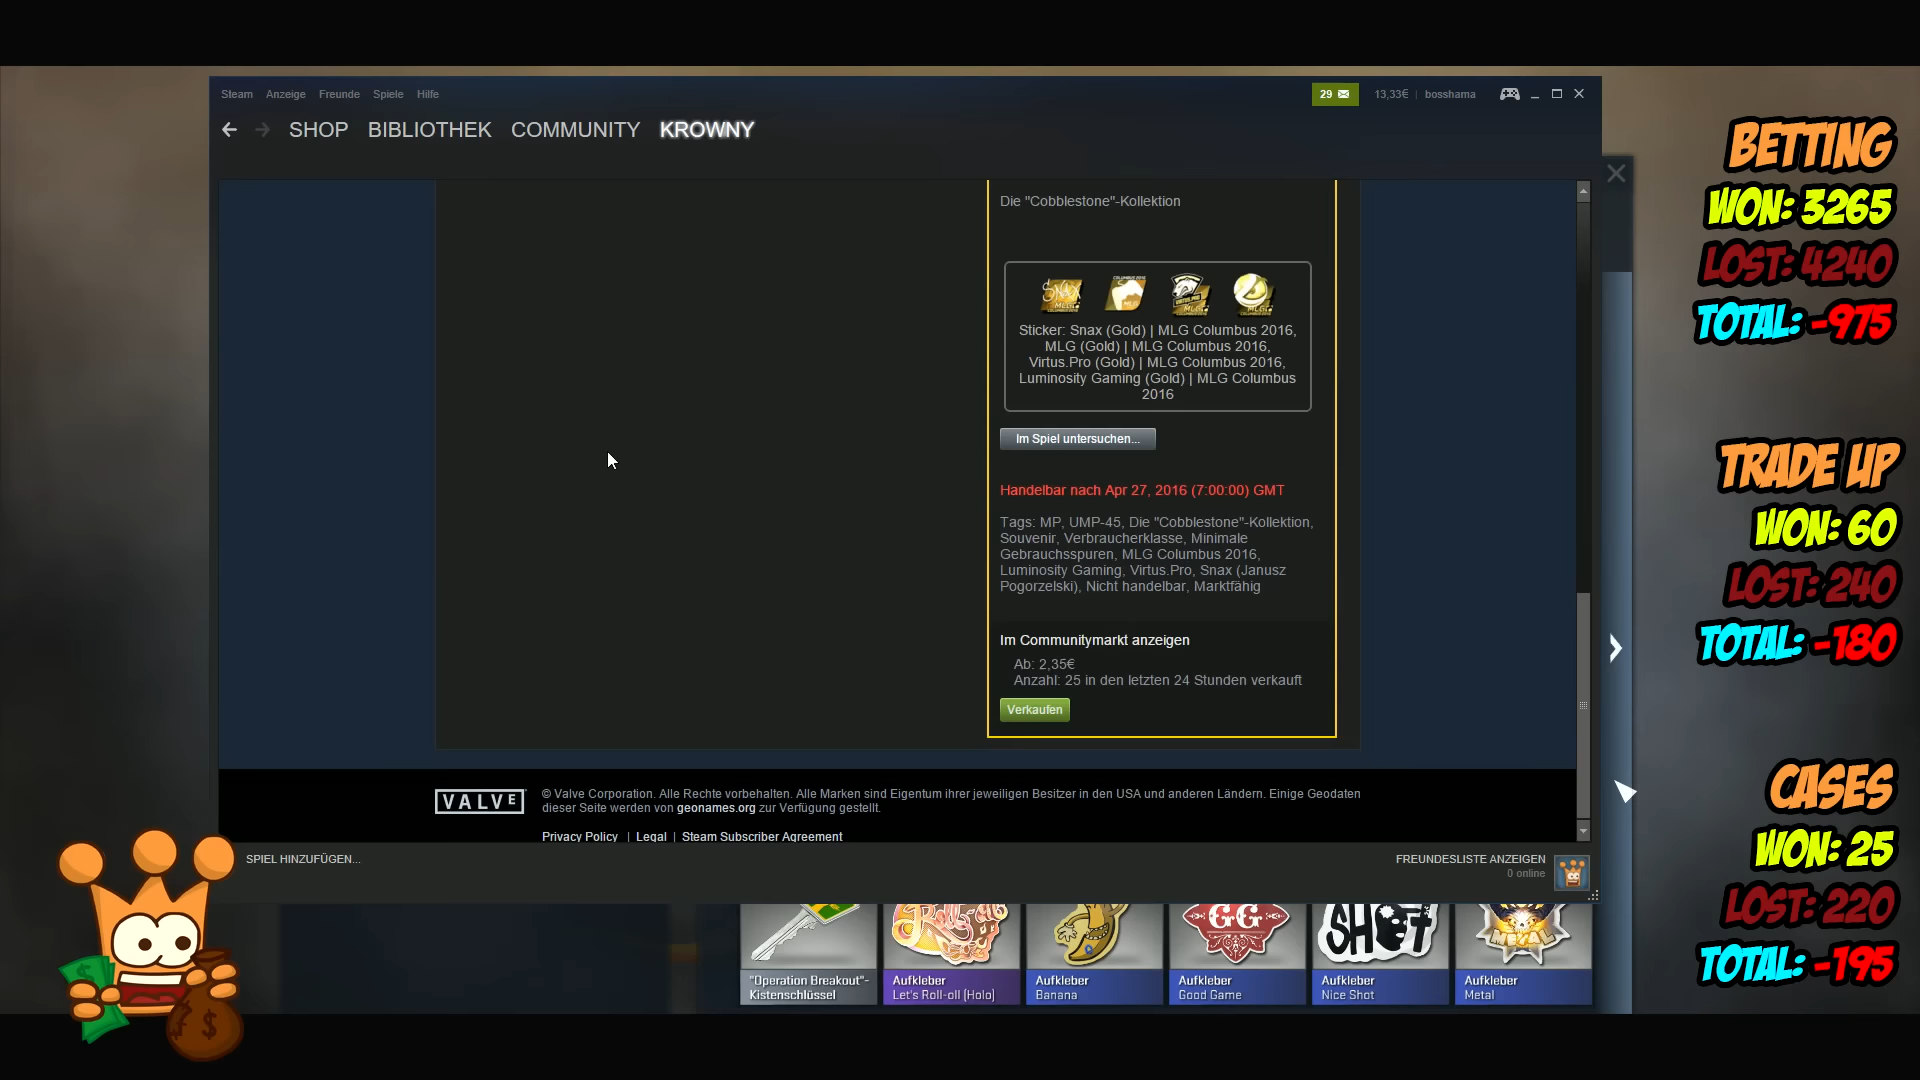 Steam Anzeige Freunde Spiele Hilfe
29 13,33€ | bosshama
SHOP BIBLIOTHEK COMMUNITY KROWNY
Die "Cobblestone"-Kollektion
Sticker: Snax (Gold) | MLG Columbus 2016,
MLG (Gold) | MLG Columbus 2016,
Virtus.Pro (Gold) | MLG Columbus 2016,
Luminosity Gaming (Gold) | MLG Columbus
2016
Im Spiel untersuchen...
Handelbar nach Apr 27, 2016 (7:00:00) GMT
Tags: MP, UMP-45, Die "Cobblestone"-Kollektion,
Souvenir, Verbraucherklasse, Minimale
Gebrauchsspuren, MLG Columbus 2016,
Luminosity Gaming, Virtus.Pro, Snax (Janusz
Pogorzelski), Nicht handelbar, Marktfähig
Im Communitymarkt anzeigen
Ab: 2,35€
Anzahl: 25 in den letzten 24 Stunden verkauft
Verkaufen
VALVE
© Valve Corporation. Alle Rechte vorbehalten. Alle Marken sind Eigentum ihrer jeweiligen Besitzer in den USA und anderen Ländern. Einige Geodaten
dieser Seite werden von geonames.org zur Verfügung gestellt.
Privacy Policy | Legal | Steam Subscriber Agreement
SPIEL HINZUFÜGEN...
FREUNDESLISTE ANZEIGEN
0 online
GG
SHOT
METAL
"Operation Breakout"-
Kistenschlüssel
Aufkleber
Let's Roll-oll (Holo)
Aufkleber
Banana
Aufkleber
Good Game
Aufkleber
Nice Shot
Aufkleber
Metal
BETTING
WON: 3265
LOST: 4240
TOTAL: -975
TRADE UP
WON: 60
LOST: 240
TOTAL: -180
CASES
WON: 25
LOST: 220
TOTAL: -195